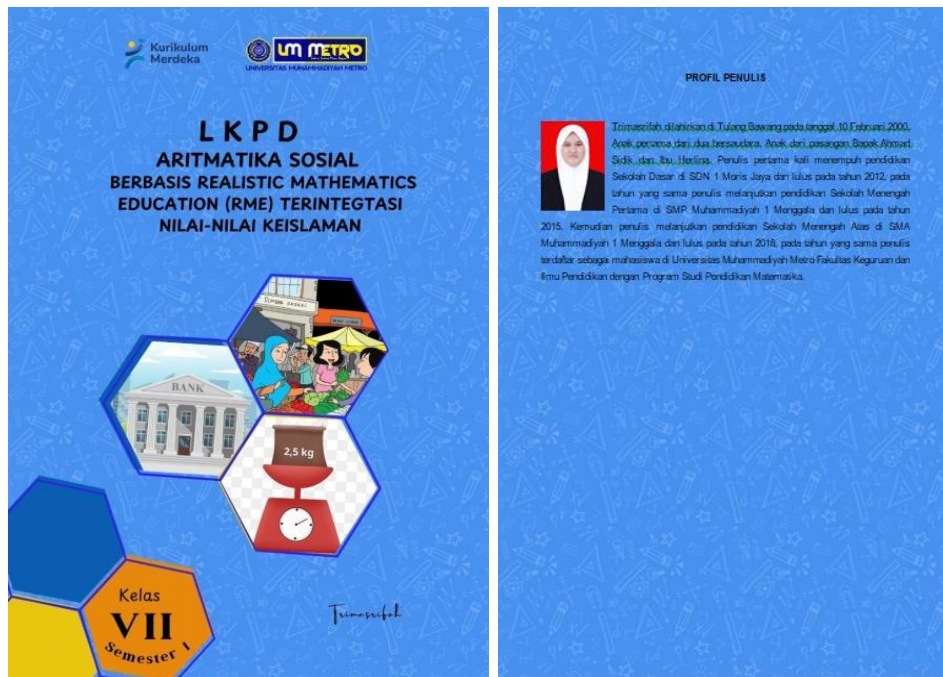 Kurikulum
Merdeka
UM METRO
UNIVERSITAS MUHAMMADIYAH METRO
LKPD
ARITMATIKA SOSIAL
BERBASIS REALISTIC MATHEMATICS
EDUCATION (RME) TERINTEGTASI
NILAI-NILAI KEISLAMAN
BANK
2,5 kg
Kelas
VII
Semester 1
Trimasrifah
PROFIL PENULIS
Trimasrifah dilahirkan di Tulang Bawang pada tanggal 10 Februari 2000.
Anak pertama dari dua bersaudara. Anak dari pasangan Bapak Ahmad
Sidik dan Ibu Herlina. Penulis pertama kali menempuh pendidikan
Sekolah Dasar di SDN 1 Moris Jaya dan lulus pada tahun 2012, pada
tahun yang sama penulis melanjutkan pendidikan Sekolah Menengah
Pertama di SMP Muhammadiyah 1 Menggala dan lulus pada tahun
2015. Kemudian penulis melanjutkan pendidikan Sekolah Menengah Atas di SMA
Muhammadiyah 1 Menggala dan lulus pada tahun 2018, pada tahun yang sama penulis
terdaftar sebagai mahasiswa di Universitas Muhammadiyah Metro Fakultas Keguruan dan
Ilmu Pendidikan dengan Program Studi Pendidikan Matematika.